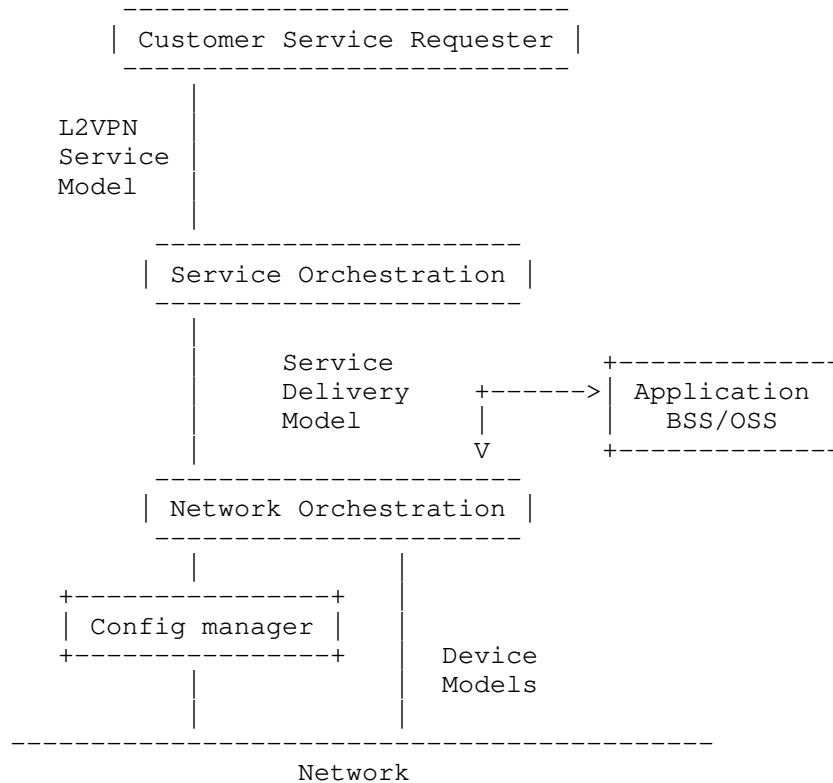 Customer Service Requester
L2VPN
Service
Model
Service Orchestration
Service
Delivery
Model
Application
BSS/OSS
V
Network Orchestration
Config manager
Device
Models
Network